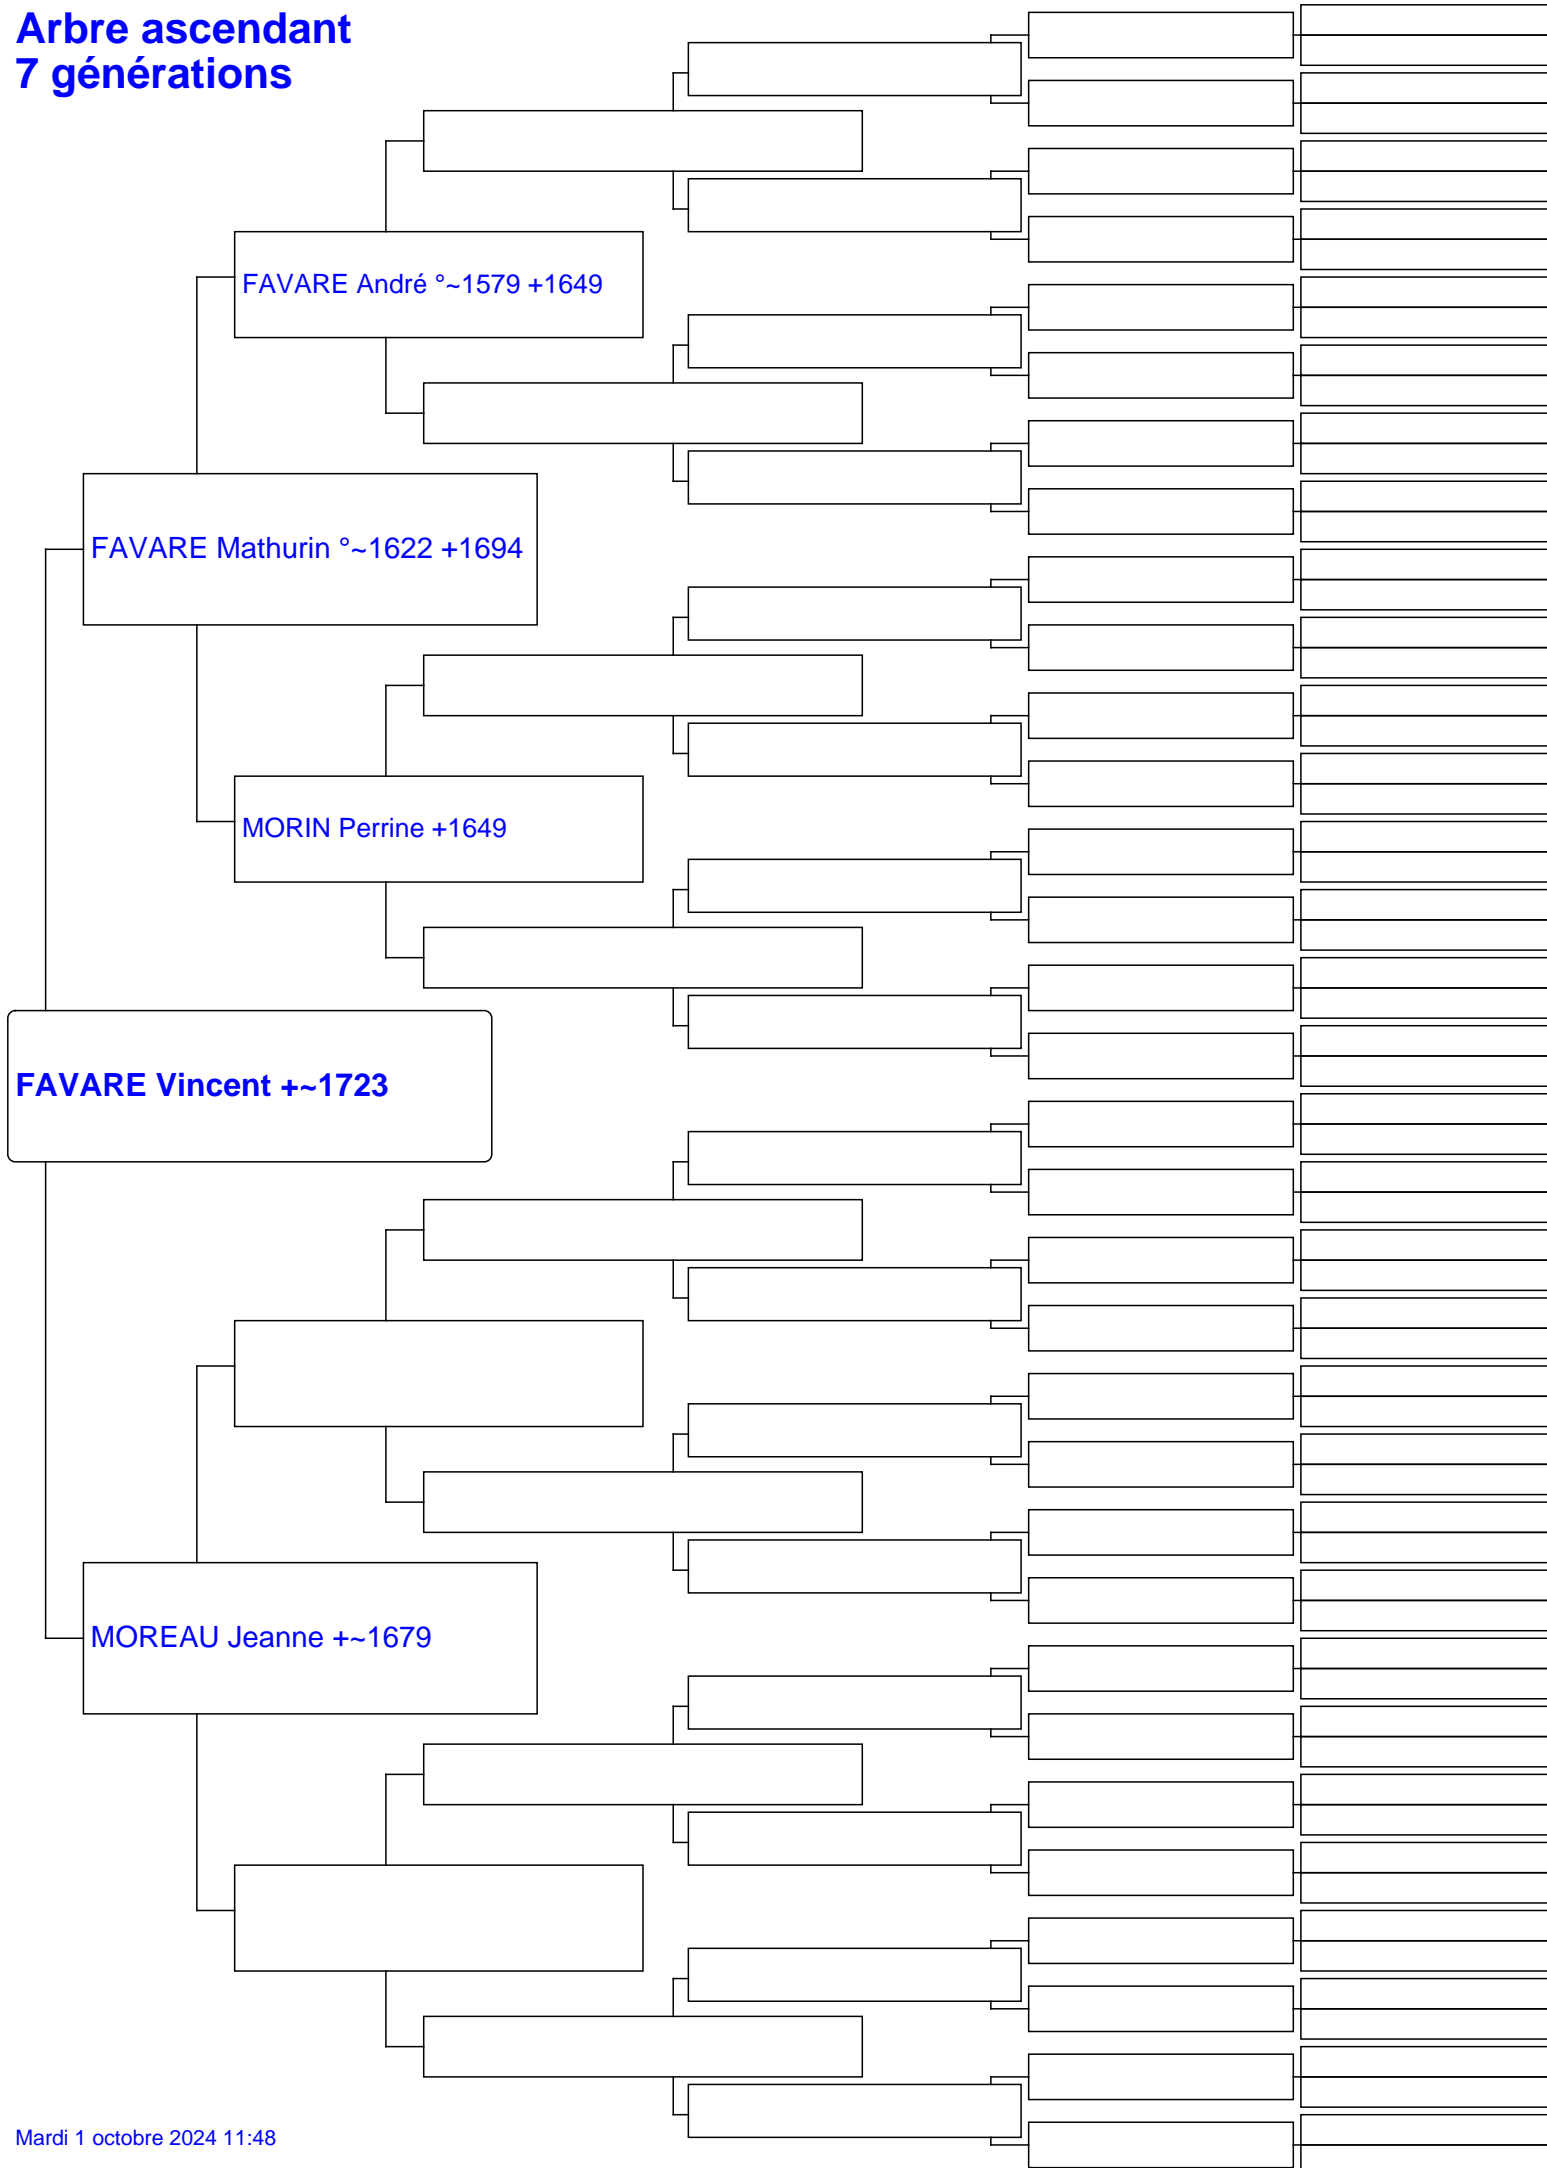 Arbre ascendant
7 générations
FAVARE André °~1579 +1649
FAVARE Mathurin °~1622 +1694
MORIN Perrine +1649
FAVARE Vincent +~1723
MOREAU Jeanne +~1679
Mardi 1 octobre 2024 11:48